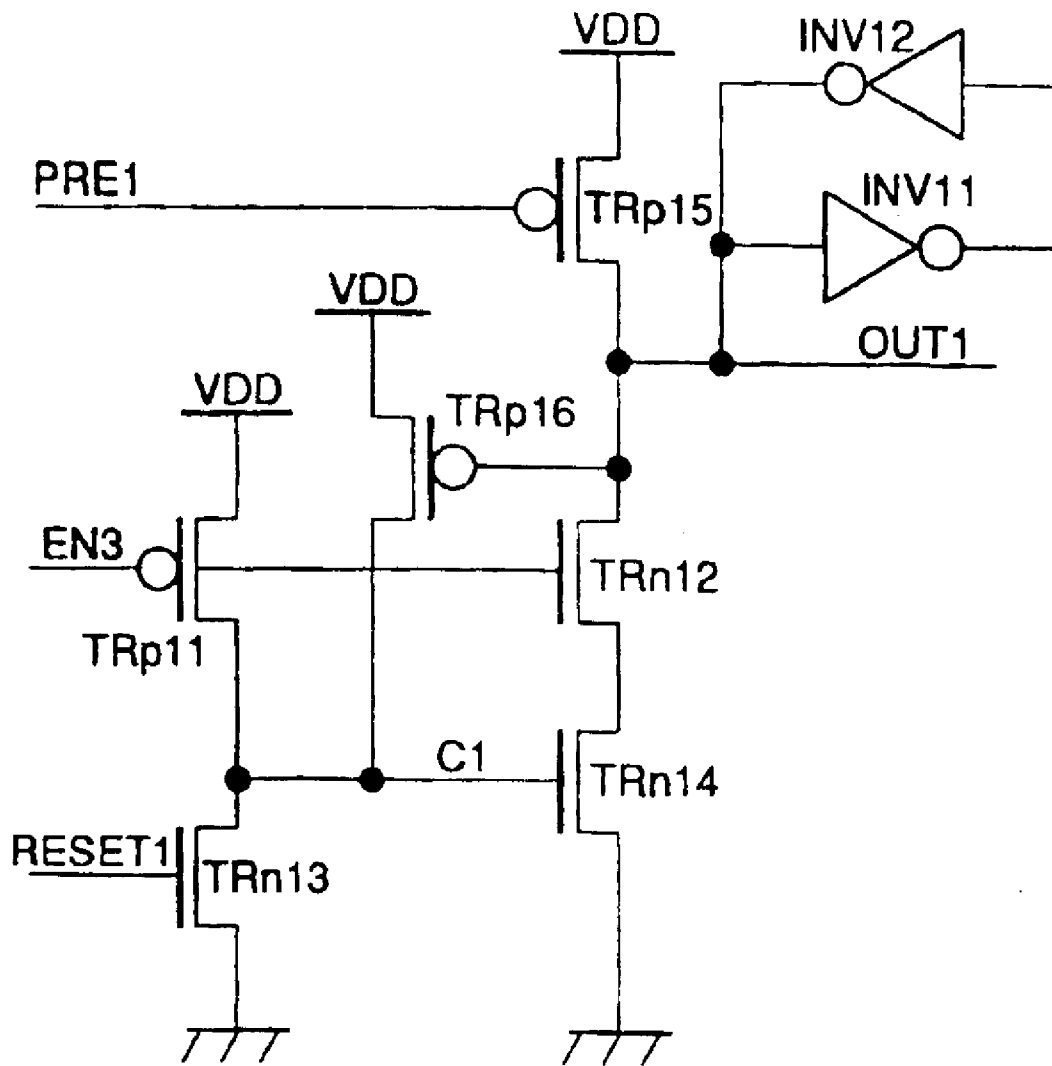 VDD
INV12
PRE1
TRp15
INV11
VDD
OUT1
VDD
TRp16
EN3
TRn12
TRp11
C1
TRn14
RESET1
TRn13